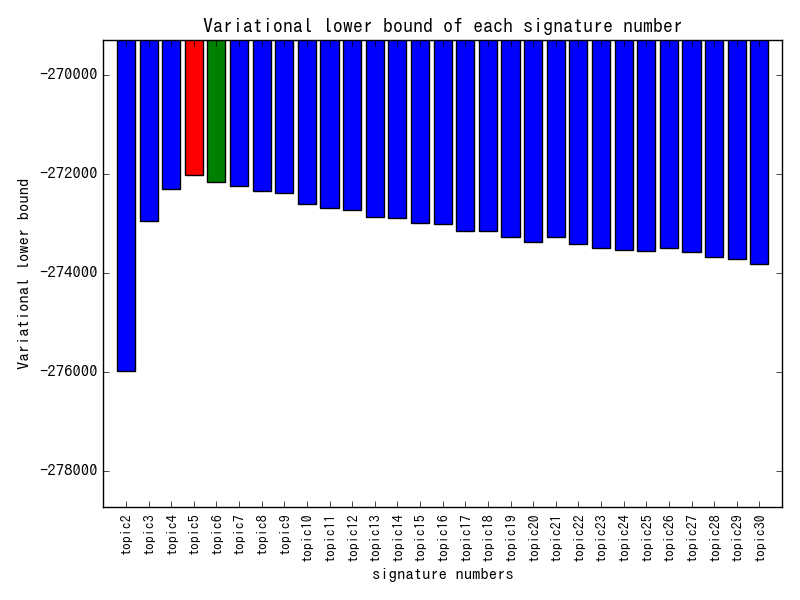 Variational lower bound of each signature number
Variational lower bound
-270000
-272000
-274000
-276000
-278000
topic2
topic3
topic4
topic5
topic6
topic7
topic8
topic9
topic10
topic11
topic12
topic13
topic14
topic15
topic16
topic17
topic18
topic19
topic20
topic21
topic22
topic23
topic24
topic25
topic26
topic27
topic28
topic29
topic30
signature numbers